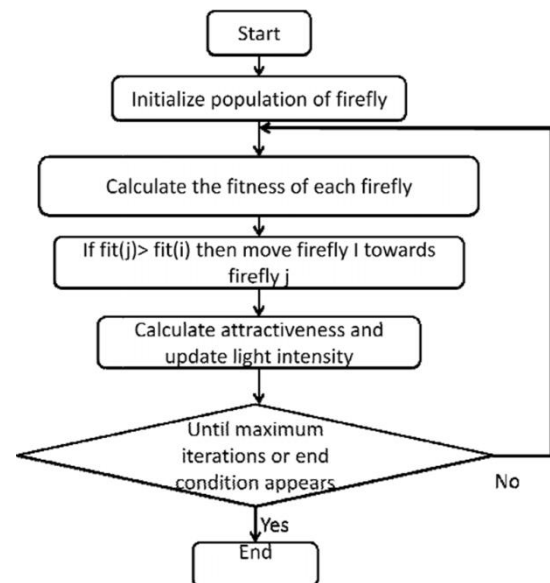 Start
Initialize population of firefly
Calculate the fitness of each firefly
If fit(j)> fit(i) then move firefly I towards
firefly j
Calculate attractiveness and
update light intensity
Until maximum
iterations or end
condition appears
No
Yes
End